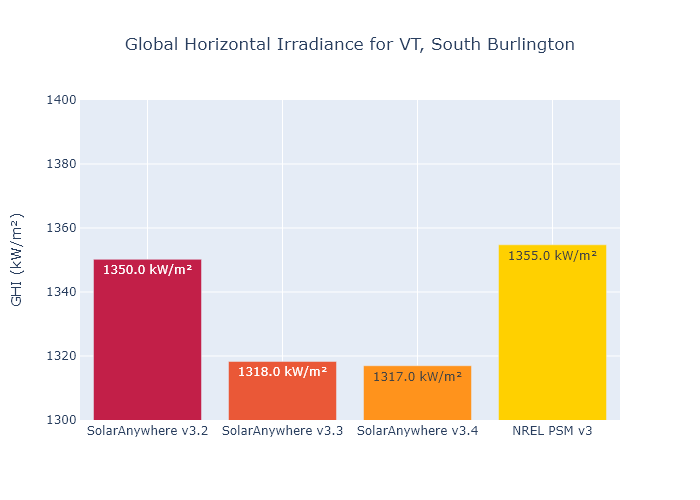 Global Horizontal Irradiance for VT, South Burlington
GHI (kW/m²)
1400
1380
1360
1340
1320
1300
1350.0 kW/m²
1318.0 kW/m²
1317.0 kW/m²
1355.0 kW/m²
SolarAnywhere v3.2
SolarAnywhere v3.3
SolarAnywhere v3.4
NREL PSM v3